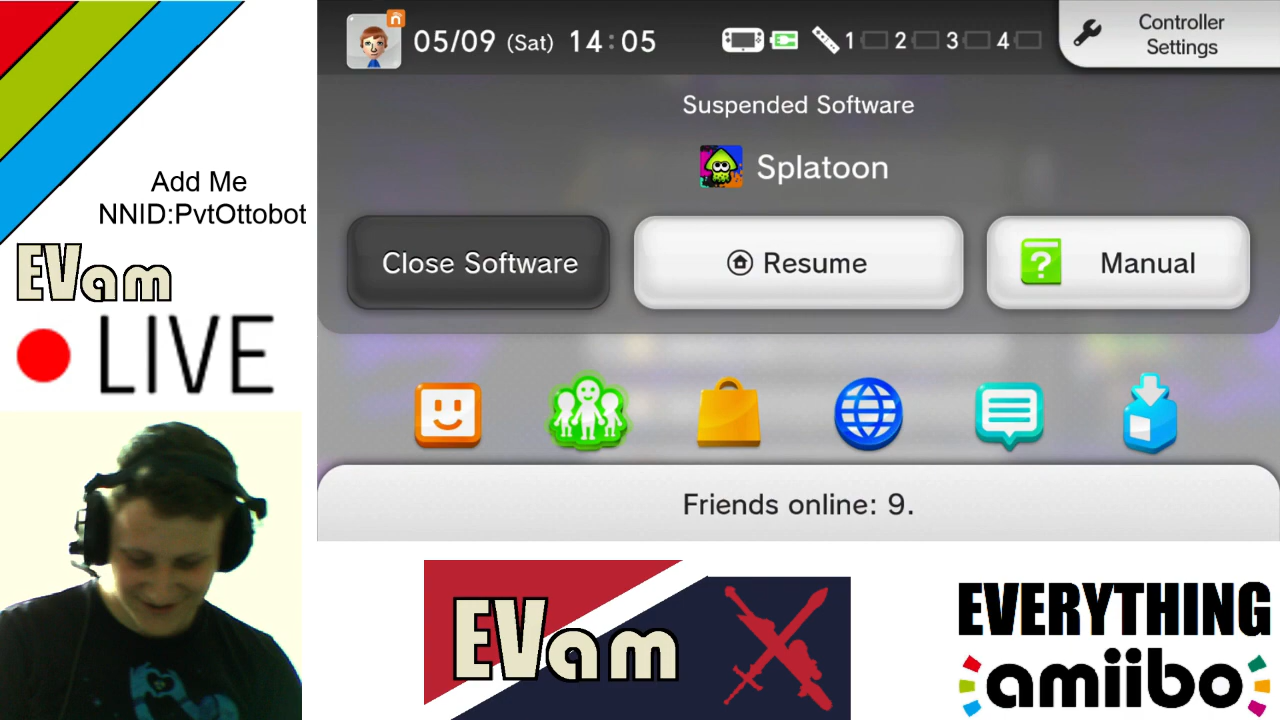 05/09 (Sat) 14:05
1 2 3 4
Controller
Settings
Suspended Software
Splatoon
Close Software
Resume
? Manual
Friends online: 9.
Add Me
NNID:PvtOttobot
EVam
LIVE
EVam
EVERYTHING
amiibo